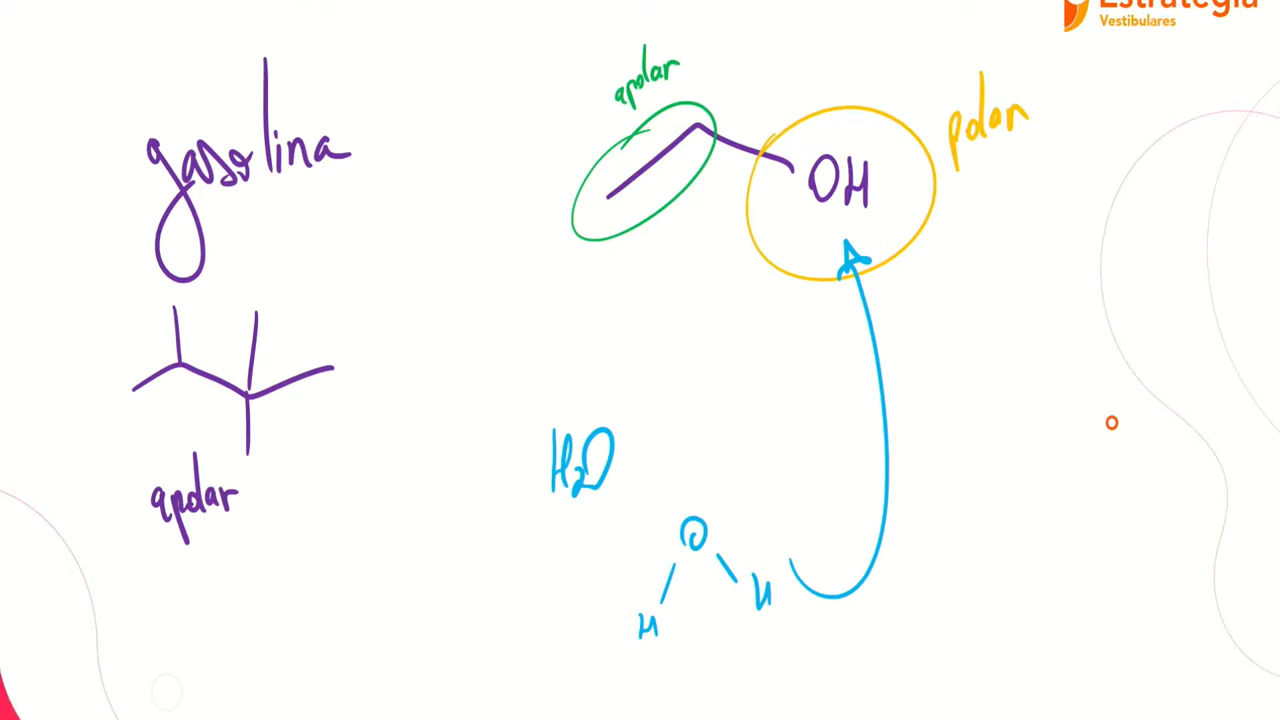 Estratégia
Vestibulares
gasolina
apolar
OH
polar
apolar
H2O
O
H
H